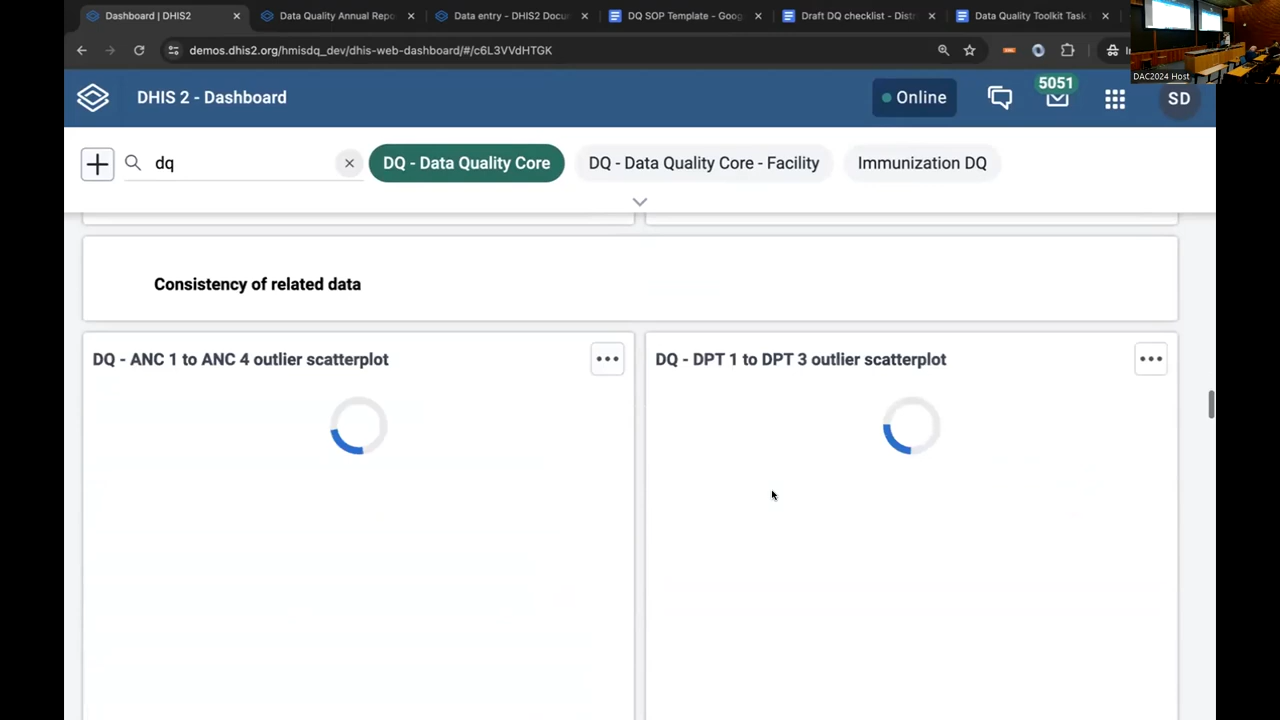 Dashboard | DHIS2
Data Quality Annual Repo
Data entry - DHIS2 Docu
DQ SOP Template - Goog
Draft DQ checklist - Distr
Data Quality Toolkit Task
demos.dhis2.org/hmisdq_dev/dhis-web-dashboard/#/c6L3VVdHTGK
In
DAC2024 Host
DHIS 2 - Dashboard
Online
5051
SD
dq
DQ - Data Quality Core
DQ - Data Quality Core - Facility
Immunization DQ
Consistency of related data
DQ - ANC 1 to ANC 4 outlier scatterplot
DQ - DPT 1 to DPT 3 outlier scatterplot